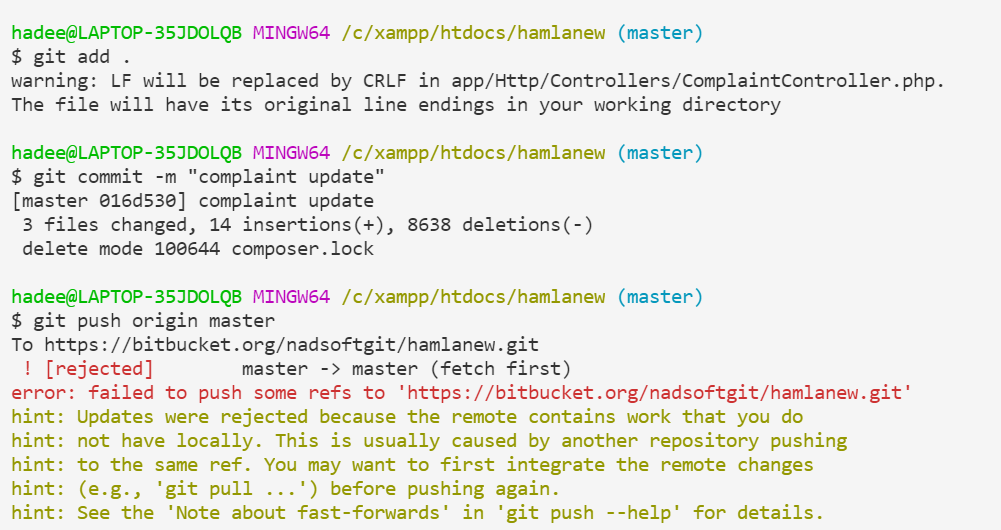 hadee@LAPTOP-35JDOLQB MINGW64 /c/xampp/htdocs/hamlanew (master)
$ git add .
warning: LF will be replaced by CRLF in app/Http/Controllers/ComplaintController.php.
The file will have its original line endings in your working directory
hadee@LAPTOP-35JDOLQB MINGW64 /c/xampp/htdocs/hamlanew (master)
$ git commit -m "complaint update"
[master 016d530] complaint update
 3 files changed, 14 insertions(+), 8638 deletions(-)
 delete mode 100644 composer.lock
hadee@LAPTOP-35JDOLQB MINGW64 /c/xampp/htdocs/hamlanew (master)
$ git push origin master
To https://bitbucket.org/nadsoftgit/hamlanew.git
 ! [rejected]        master -> master (fetch first)
error: failed to push some refs to 'https://bitbucket.org/nadsoftgit/hamlanew.git'
hint: Updates were rejected because the remote contains work that you do
hint: not have locally. This is usually caused by another repository pushing
hint: to the same ref. You may want to first integrate the remote changes
hint: (e.g., 'git pull ...') before pushing again.
hint: See the 'Note about fast-forwards' in 'git push --help' for details.